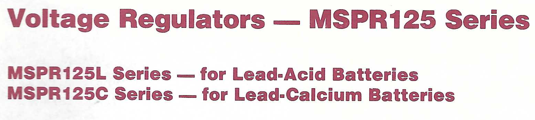 Voltage Regulators — MSPR125 Series
MSPR125L Series — for Lead-Acid Batteries
MSPR125C Series — for Lead-Calcium Batteries